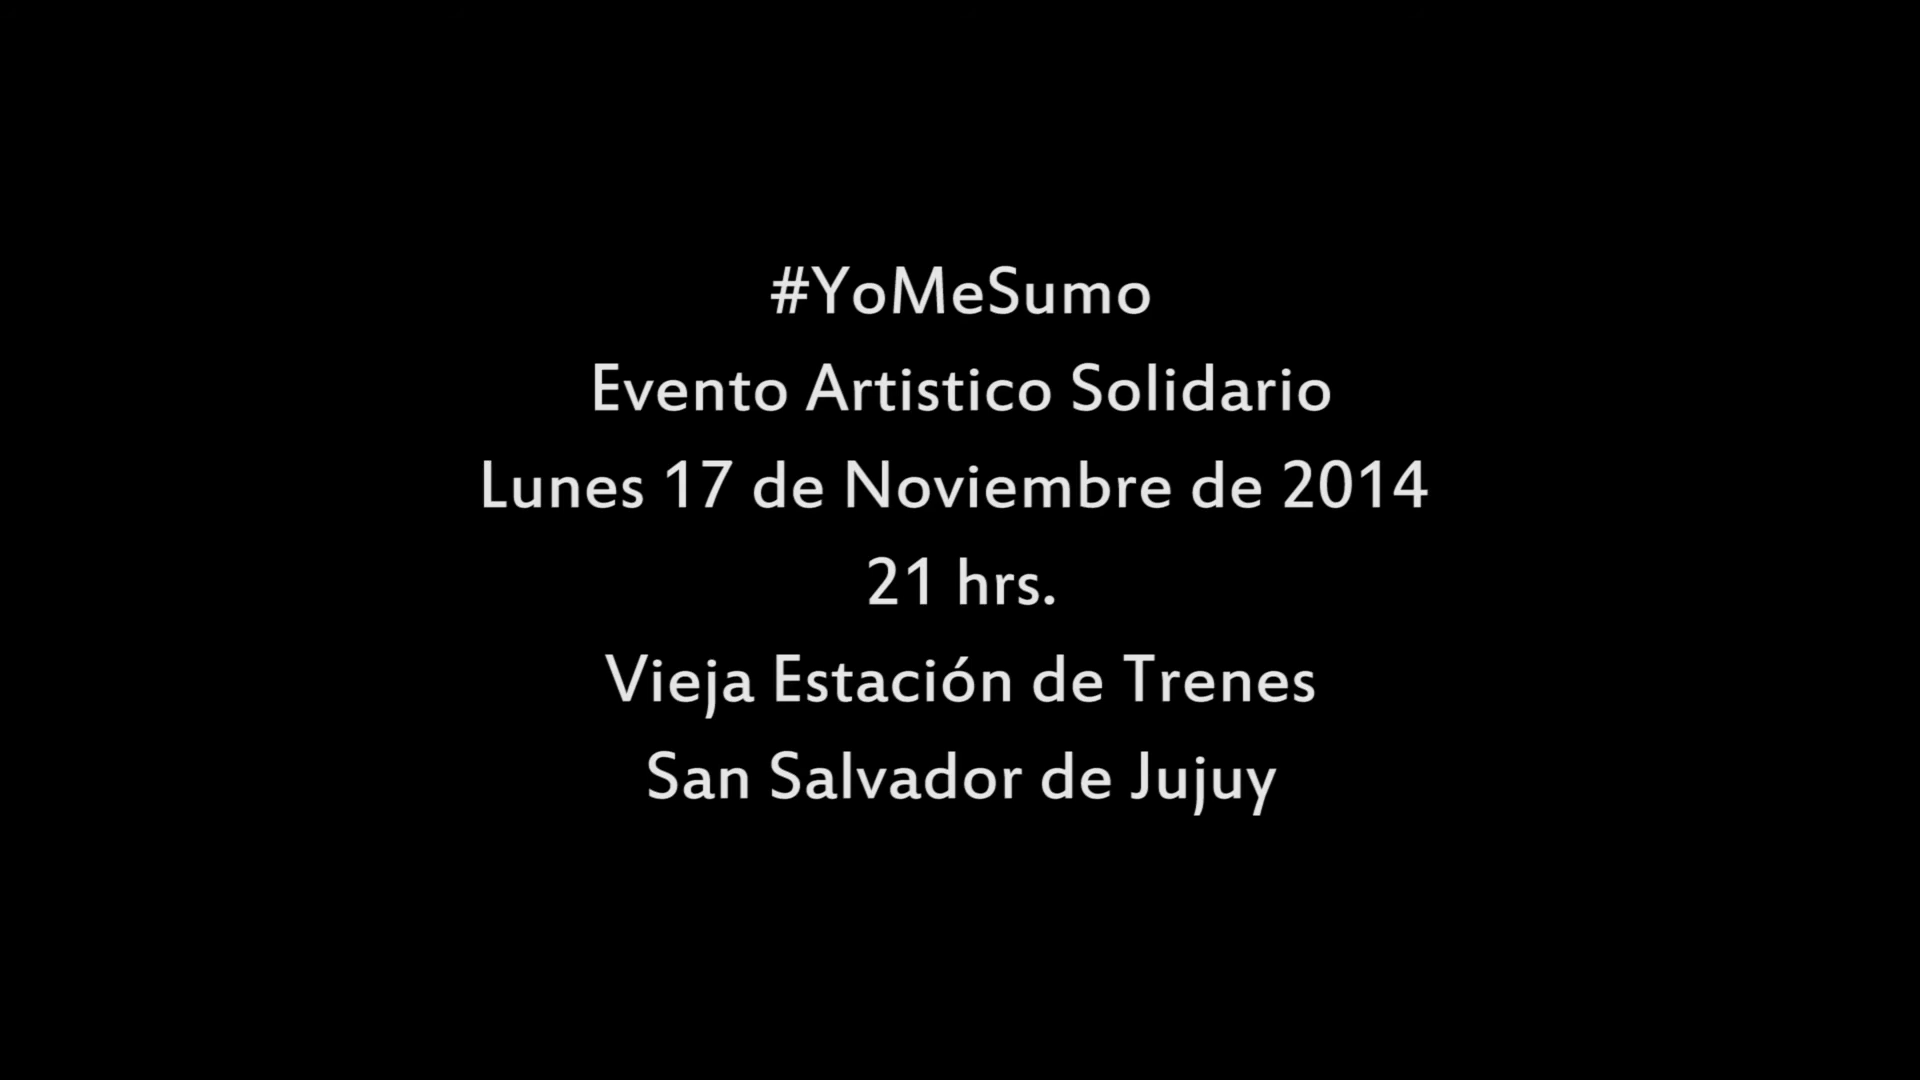 #YoMeSumo
Evento Artistico Solidario
Lunes 17 de Noviembre de 2014
21 hrs.
Vieja Estación de Trenes
San Salvador de Jujuy